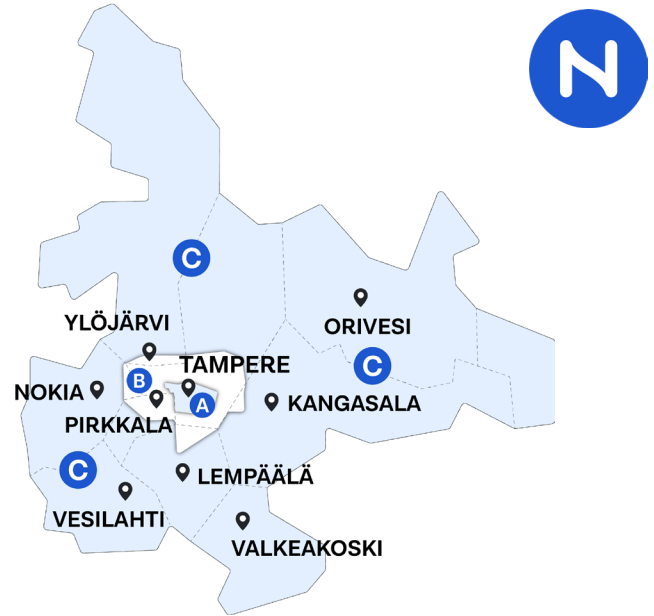 N
C
YLÖJÄRVI
ORIVESI
TAMPERE
C
B
NOKIA
A
KANGASALA
PIRKKALA
C
LEMPÄÄLÄ
VESILAHTI
VALKEAKOSKI